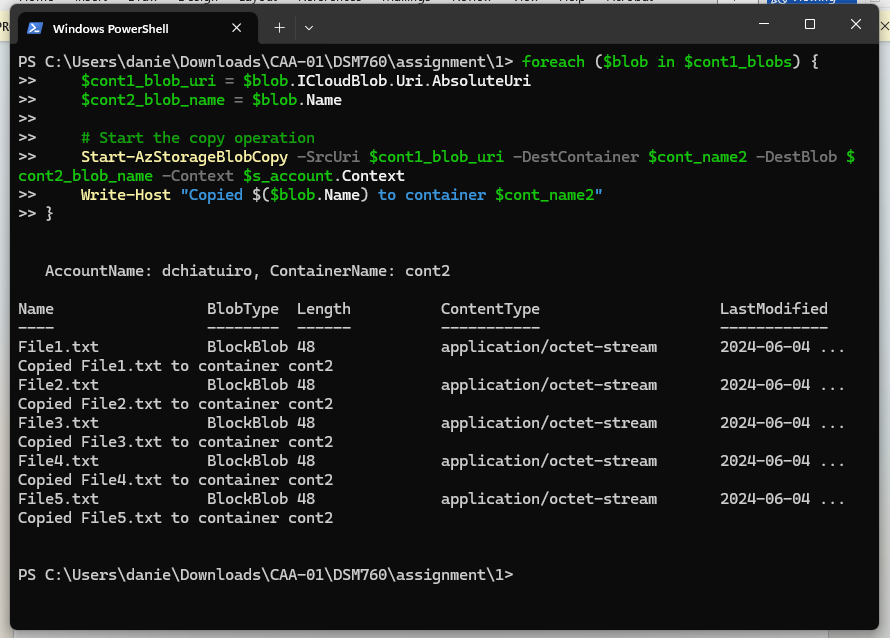 Windows PowerShell
PS C:\Users\danie\Downloads\CAA-01\DSM760\assignment\1> foreach ($blob in $cont1_blobs) {
>>     $cont1_blob_uri = $blob.ICloudBlob.Uri.AbsoluteUri
>>     $cont2_blob_name = $blob.Name
>>
>>     # Start the copy operation
>>     Start-AzStorageBlobCopy -SrcUri $cont1_blob_uri -DestContainer $cont_name2 -DestBlob $
cont2_blob_name -Context $s_account.Context
>>     Write-Host "Copied $($blob.Name) to container $cont_name2"
>> }
AccountName: dchiatuiro, ContainerName: cont2
Name BlobType Length ContentType LastModified
---- -------- ------ ----------- ------------
File1.txt BlockBlob 48 application/octet-stream 2024-06-04 ...
Copied File1.txt to container cont2
File2.txt BlockBlob 48 application/octet-stream 2024-06-04 ...
Copied File2.txt to container cont2
File3.txt BlockBlob 48 application/octet-stream 2024-06-04 ...
Copied File3.txt to container cont2
File4.txt BlockBlob 48 application/octet-stream 2024-06-04 ...
Copied File4.txt to container cont2
File5.txt BlockBlob 48 application/octet-stream 2024-06-04 ...
Copied File5.txt to container cont2
PS C:\Users\danie\Downloads\CAA-01\DSM760\assignment\1>